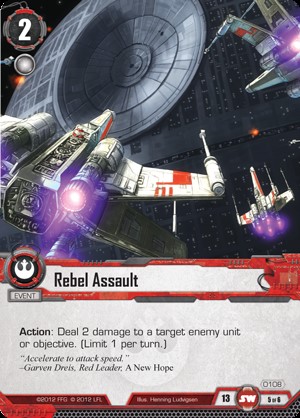 2
Rebel Assault
EVENT
Action: Deal 2 damage to a target enemy unit
or objective. (Limit 1 per turn.)
“Accelerate to attack speed.”
–Garven Dreis, Red Leader, A New Hope
0108
©2012 FFG © 2012 LFL
Illus. Henning Ludvigsen
13
SW
5 of 6